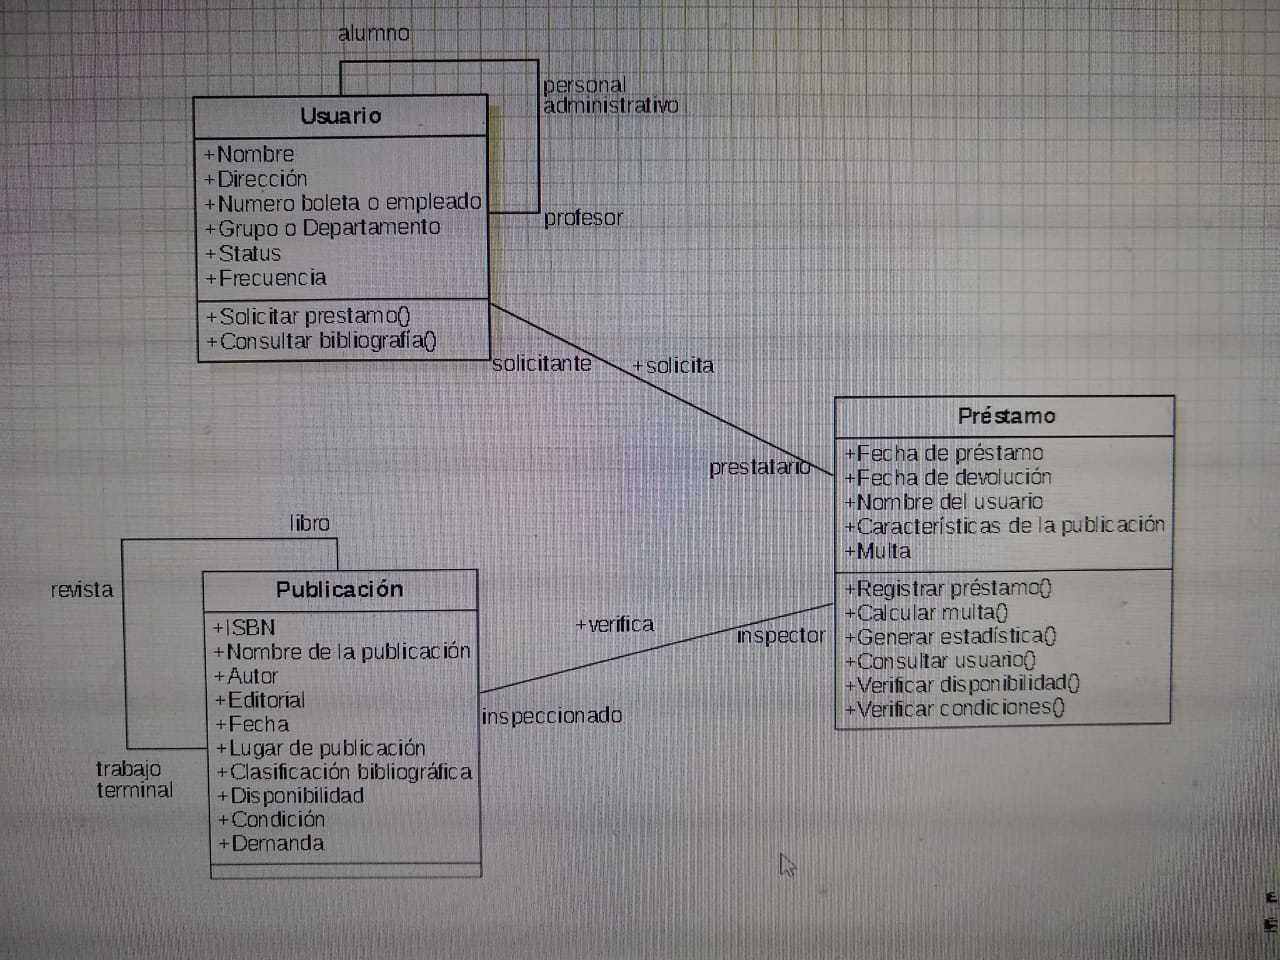 alumno
personal
administrativo
profesor
Usuario
+Nombre
+Dirección
+Numero boleta o empleado
+Grupo o Departamento
+Status
+Frecuencia
+Solicitar prestamo()
+Consultar bibliografía()
solicitante
+solicita
prestatario
Préstamo
+Fecha de préstamo
+Fecha de devolución
+Nombre del usuario
+Características de la publicación
+Multa
+Registrar préstamo()
+Calcular multa()
+Generar estadística()
+Consultar usuario()
+Verificar disponibilidad()
+Verificar condiciones()
libro
revista
trabajo
terminal
Publicación
+ISBN
+Nombre de la publicación
+Autor
+Editorial
+Fecha
+Lugar de publicación
+Clasificación bibliográfica
+Disponibilidad
+Condición
+Demanda
+verifica
inspector
inspeccionado